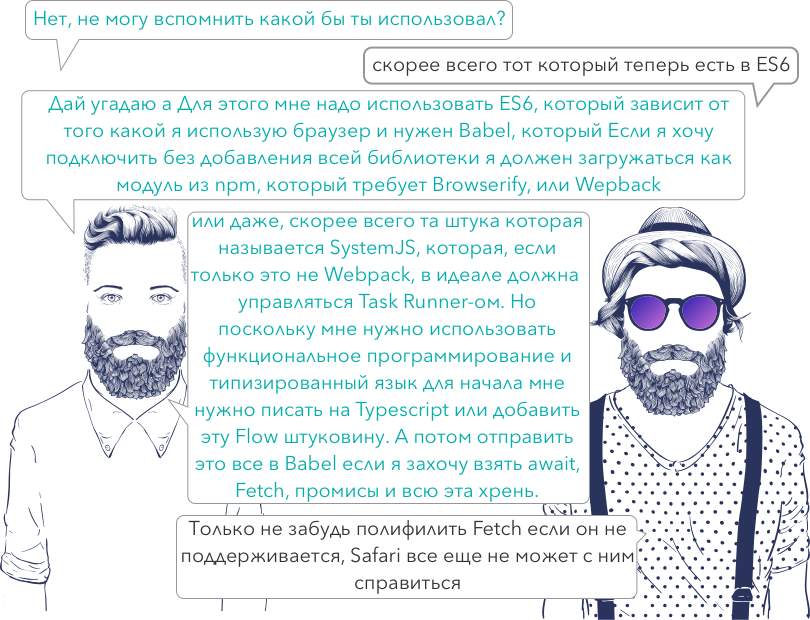 Нет, не могу вспомнить какой бы ты использовал?
скорее всего тот который теперь есть в ES6
Дай угадаю а Для этого мне надо использовать ES6, который зависит от
того какой я использую браузер и нужен Babel, который Если я хочу
подключить без добавления всей библиотеки я должен загружаться как
модуль из npm, который требует Browserify, или Wepback
или даже, скорее всего та штука которая
называется SystemJS, которая, если
только это не Webpack, в идеале должна
управляться Task Runner-ом. Но
поскольку мне нужно использовать
функциональное программирование и
типизированный язык для начала мне
нужно писать на Typescript или добавить
эту Flow штуковину. А потом отправить
это все в Babel если я захочу взять await,
Fetch, промисы и всю эта хрень.
Только не забудь полифилить Fetch если он не
поддерживается, Safari все еще не может с ним
справиться